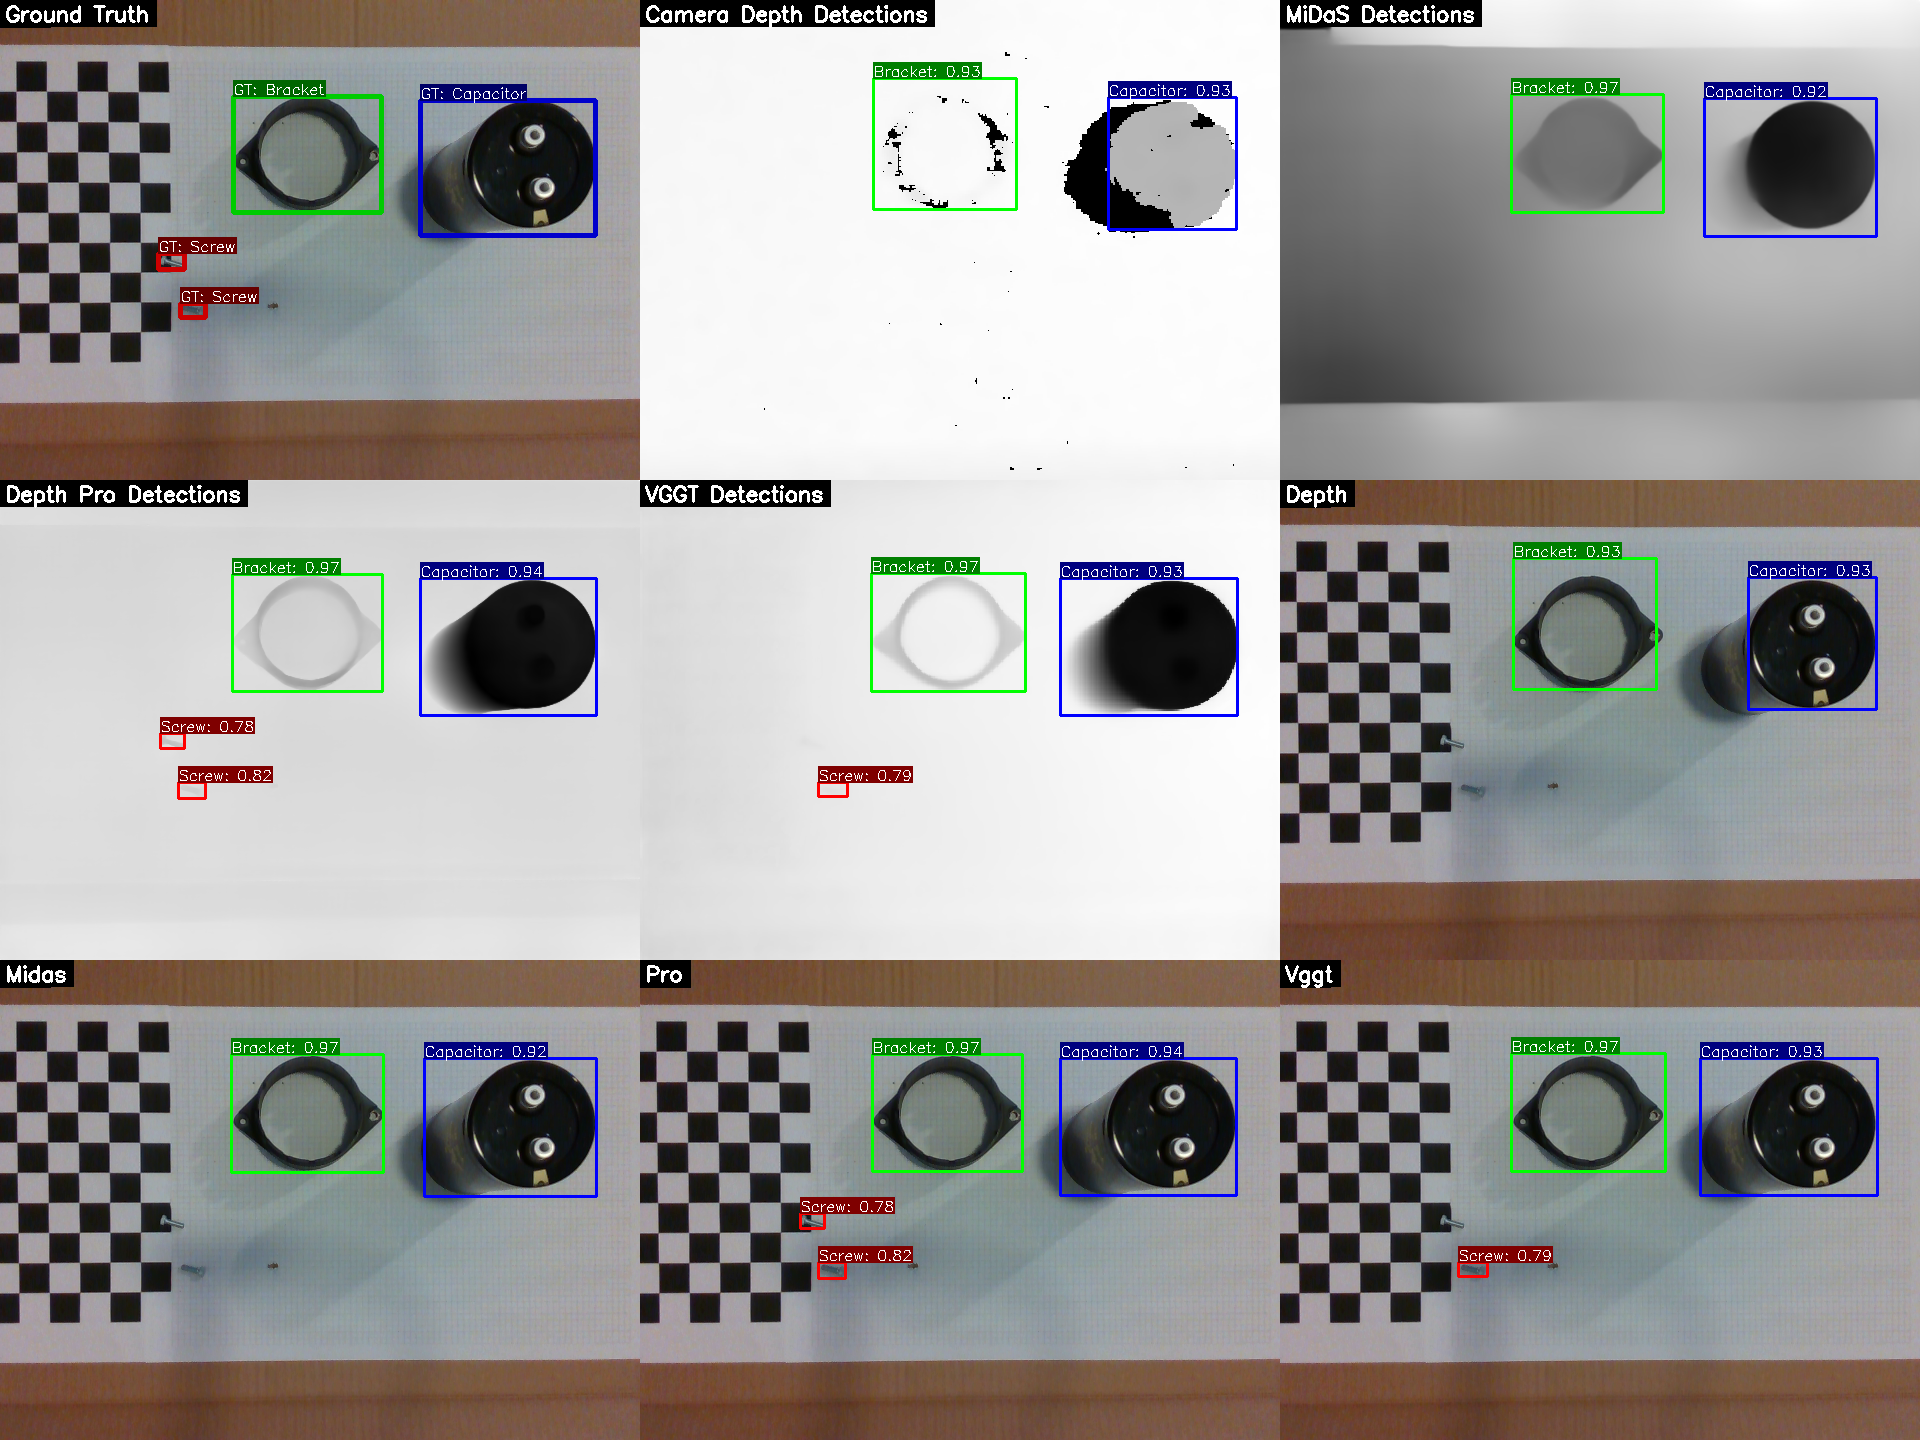 Ground Truth
GT: Bracket
GT: Capacitor
GT: Screw
GT: Screw
Camera Depth Detections
Bracket: 0.93
Capacitor: 0.93
MiDaS Detections
Bracket: 0.97
Capacitor: 0.92
Depth Pro Detections
Bracket: 0.97
Capacitor: 0.94
Screw: 0.78
Screw: 0.82
VGGT Detections
Bracket: 0.97
Capacitor: 0.93
Screw: 0.79
Depth
Bracket: 0.93
Capacitor: 0.93
Midas
Bracket: 0.97
Capacitor: 0.92
Pro
Bracket: 0.97
Capacitor: 0.94
Screw: 0.78
Screw: 0.82
Vggt
Bracket: 0.97
Capacitor: 0.93
Screw: 0.79